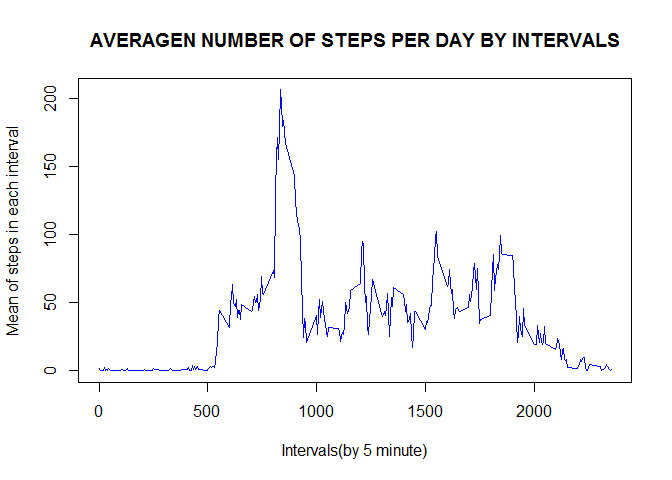 AVERAGEN NUMBER OF STEPS PER DAY BY INTERVALS
Mean of steps in each interval
200
150
100
50
0
0 500 1000 1500 2000
Intervals(by 5 minute)